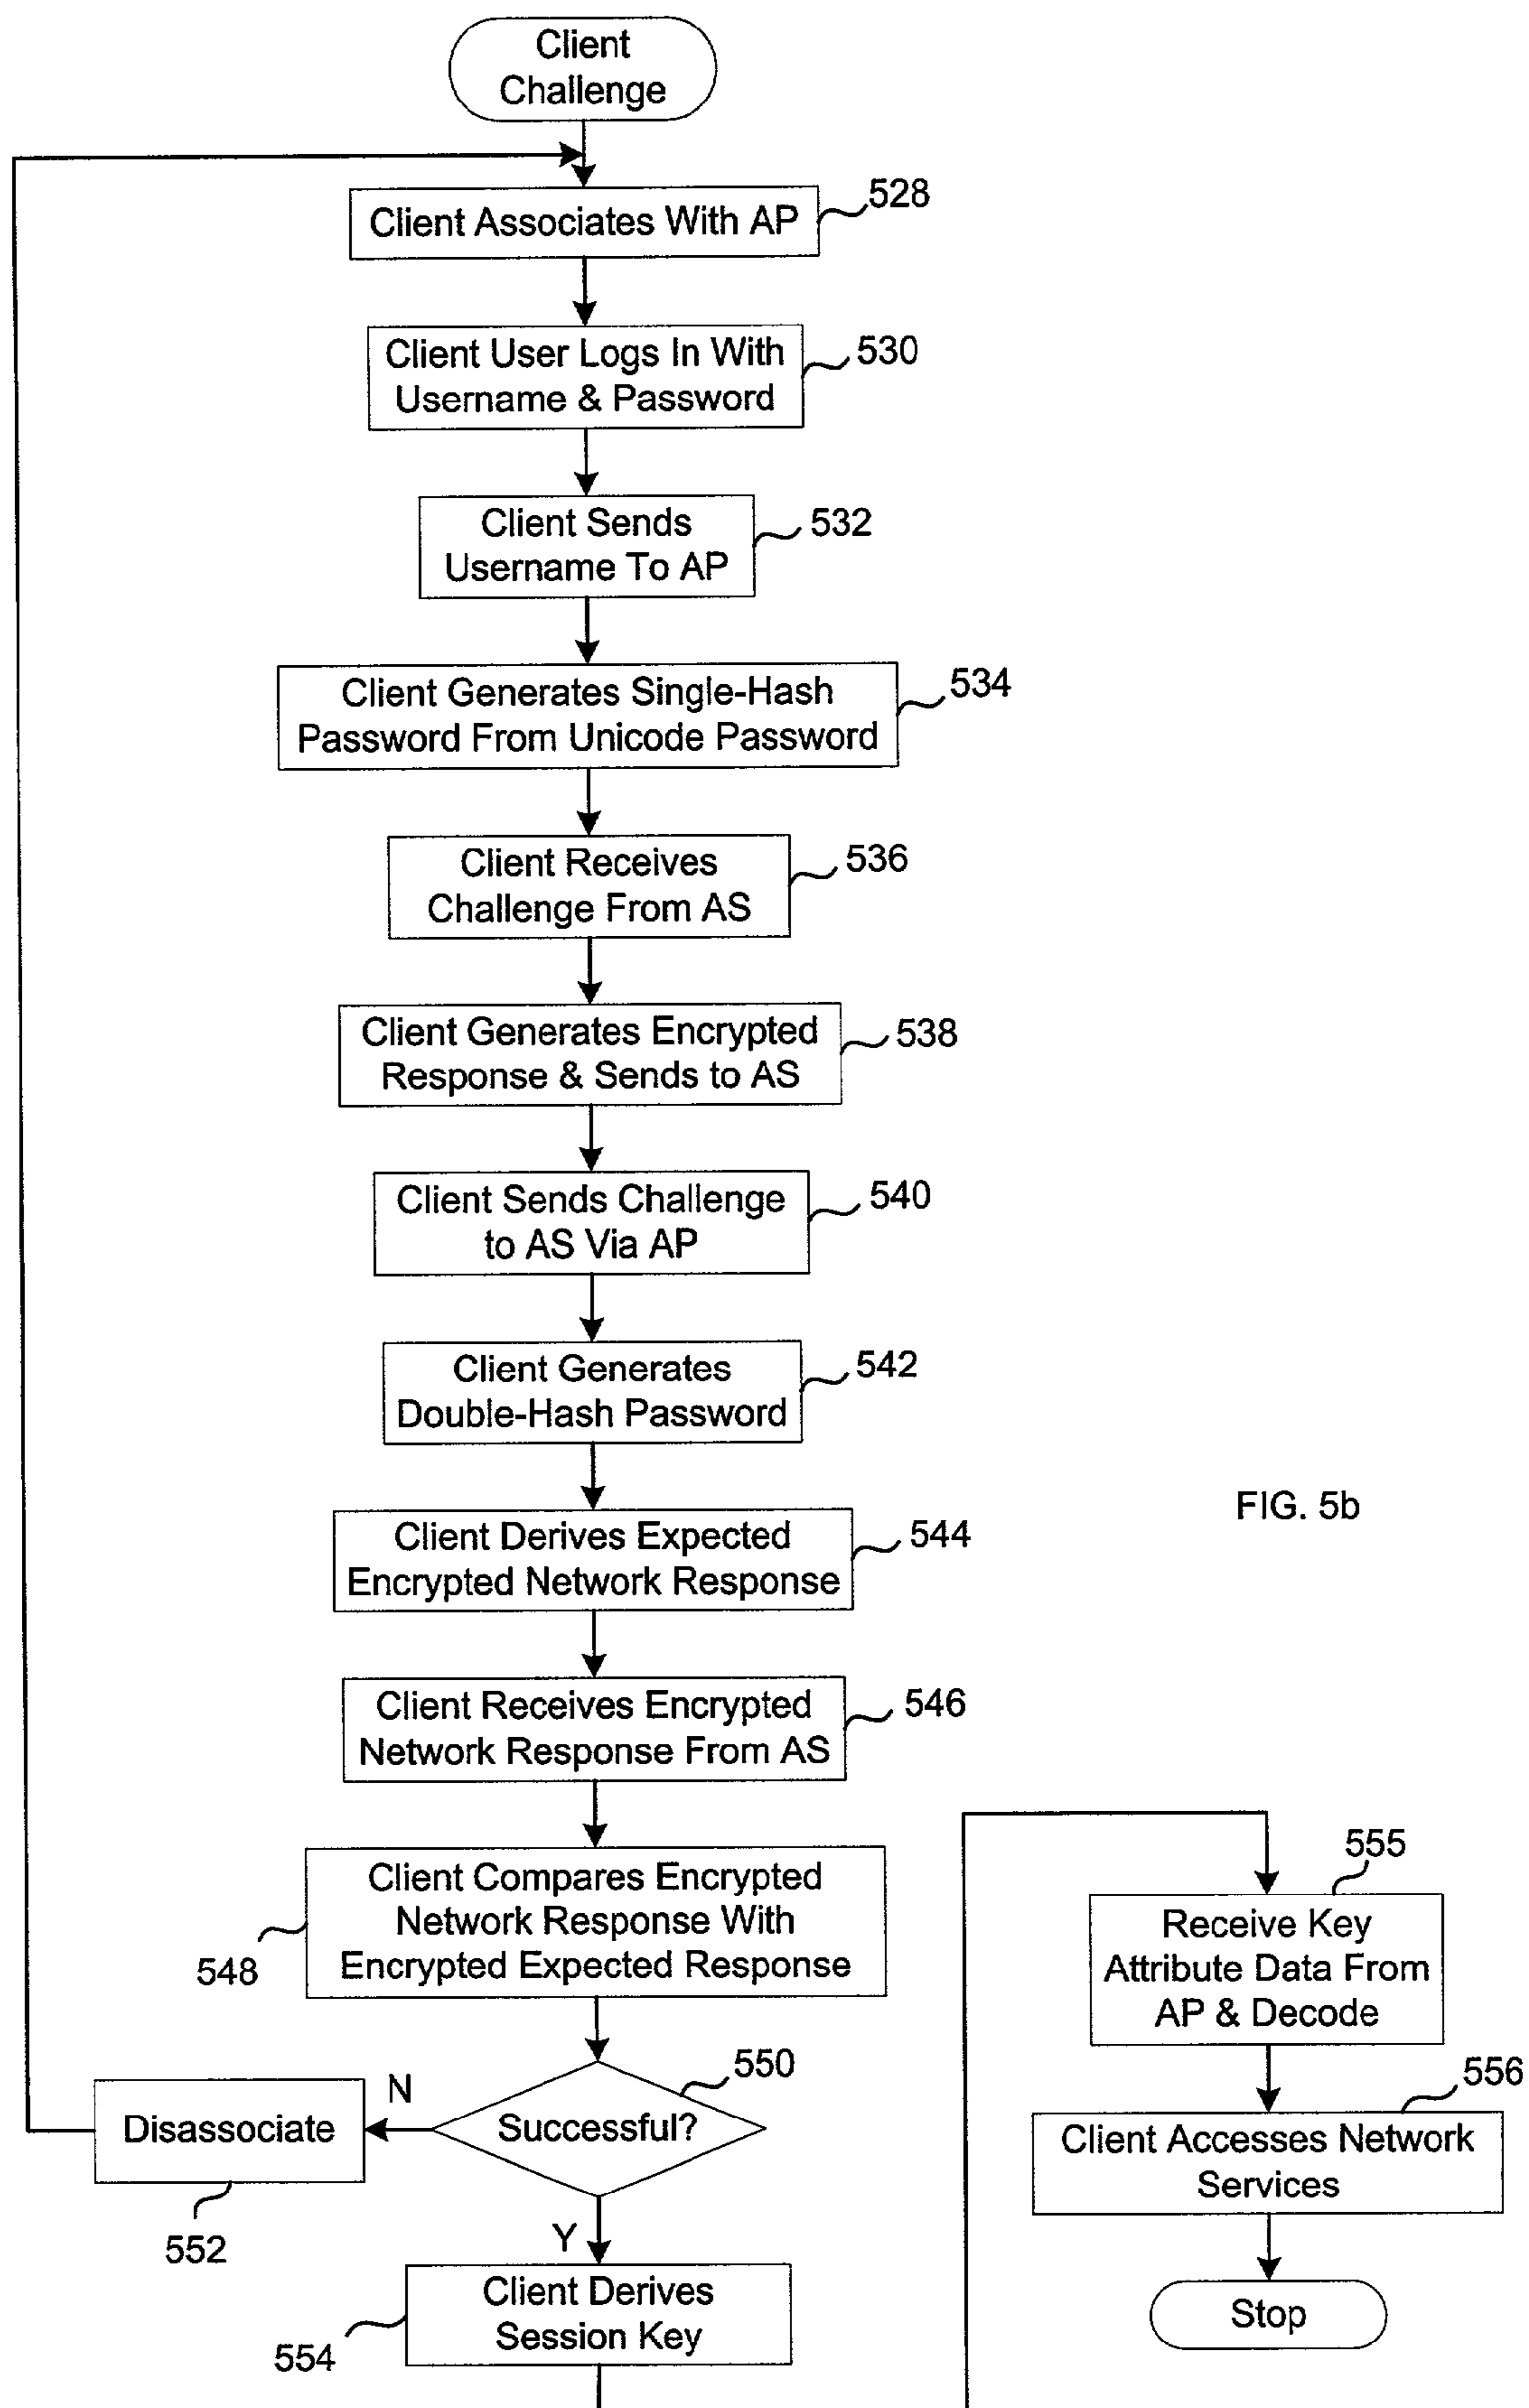 Client
Challenge
Client Associates With AP
528
Client User Logs In With
Username & Password
530
Client Sends
Username To AP
532
Client Generates Single-Hash
Password From Unicode Password
534
Client Receives
Challenge From AS
536
Client Generates Encrypted
Response & Sends to AS
538
Client Sends Challenge
to AS Via AP
540
Client Generates
Double-Hash Password
542
Client Derives Expected
Encrypted Network Response
544
FIG. 5b
Client Receives Encrypted
Network Response From AS
546
Client Compares Encrypted
Network Response With
Encrypted Expected Response
548
Successful?
550
N
Disassociate
552
Y
Client Derives
Session Key
554
555
Receive Key
Attribute Data From
AP & Decode
556
Client Accesses Network
Services
Stop